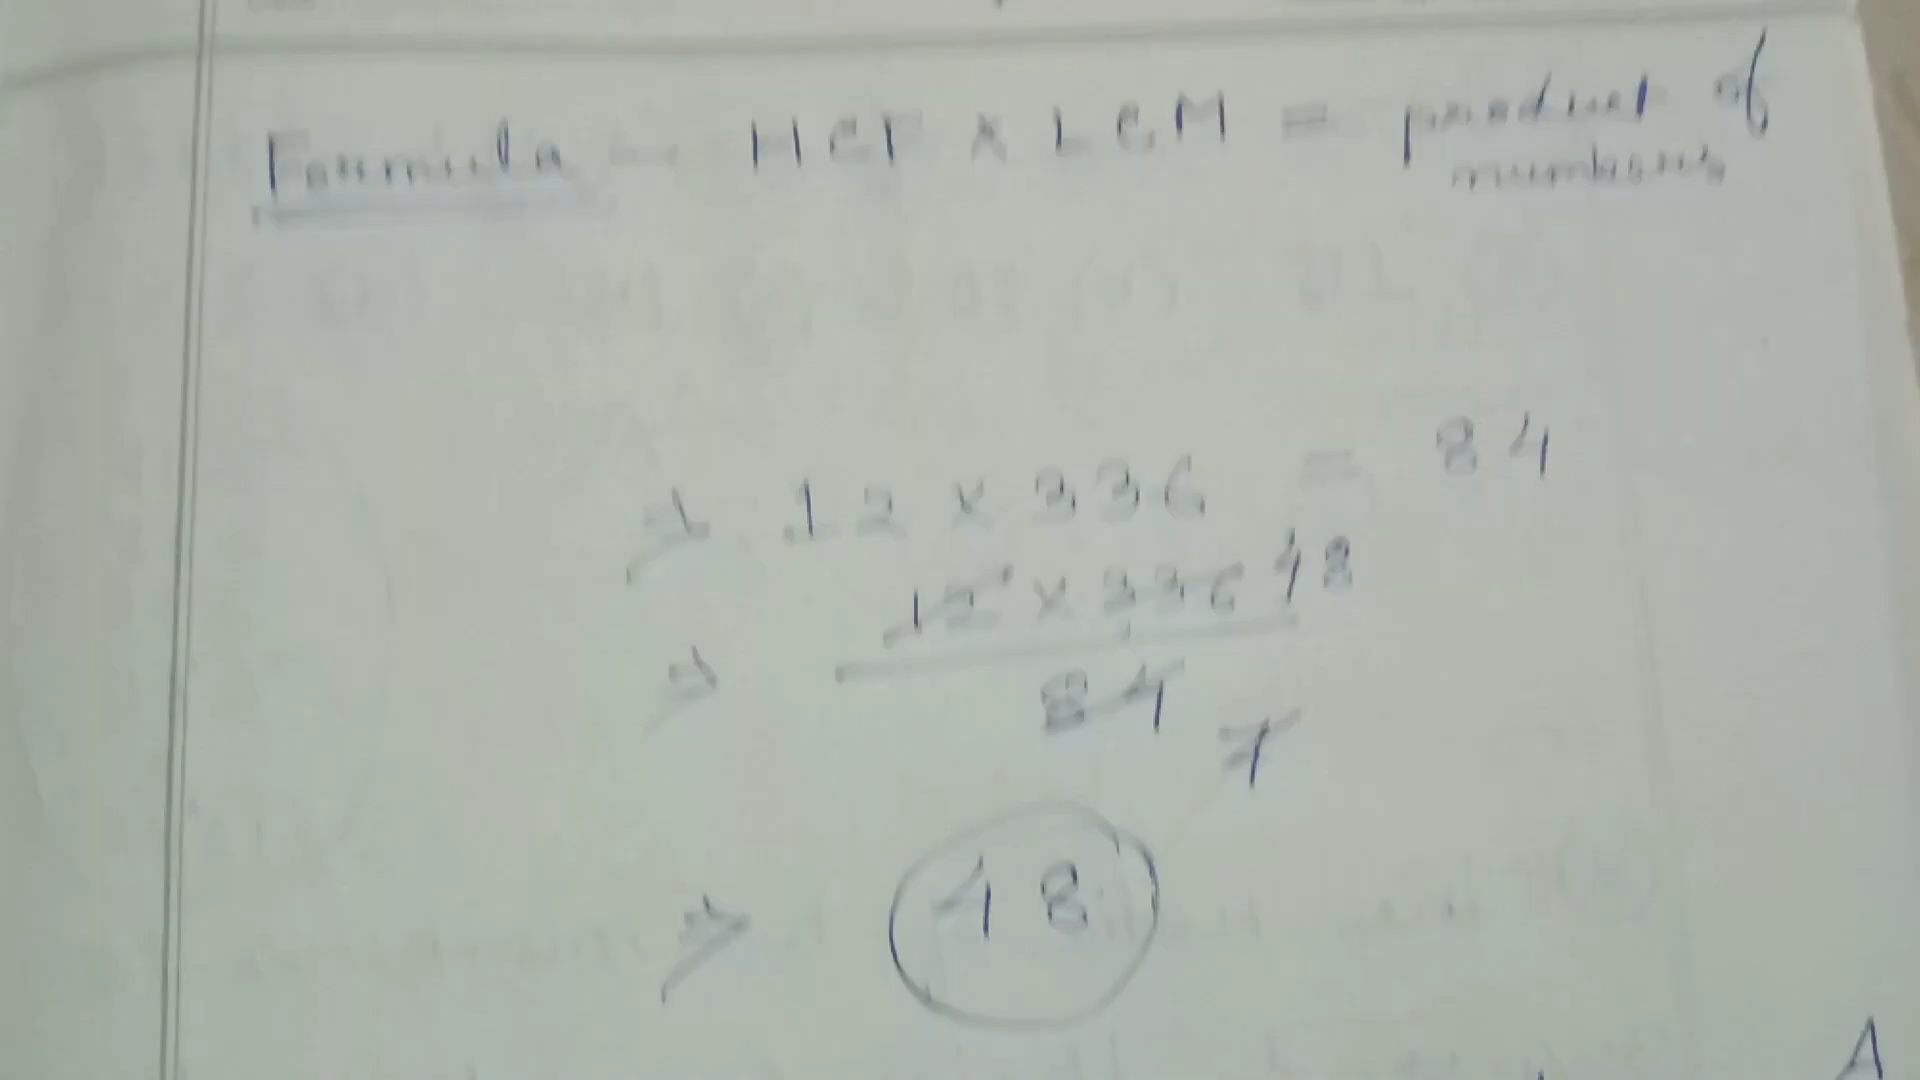 Formula - HCF X LCM = product of
numbers
⇒ 12 x 336 = 84
⇒ 12 x 336 48
84 7
⇒ 48
A